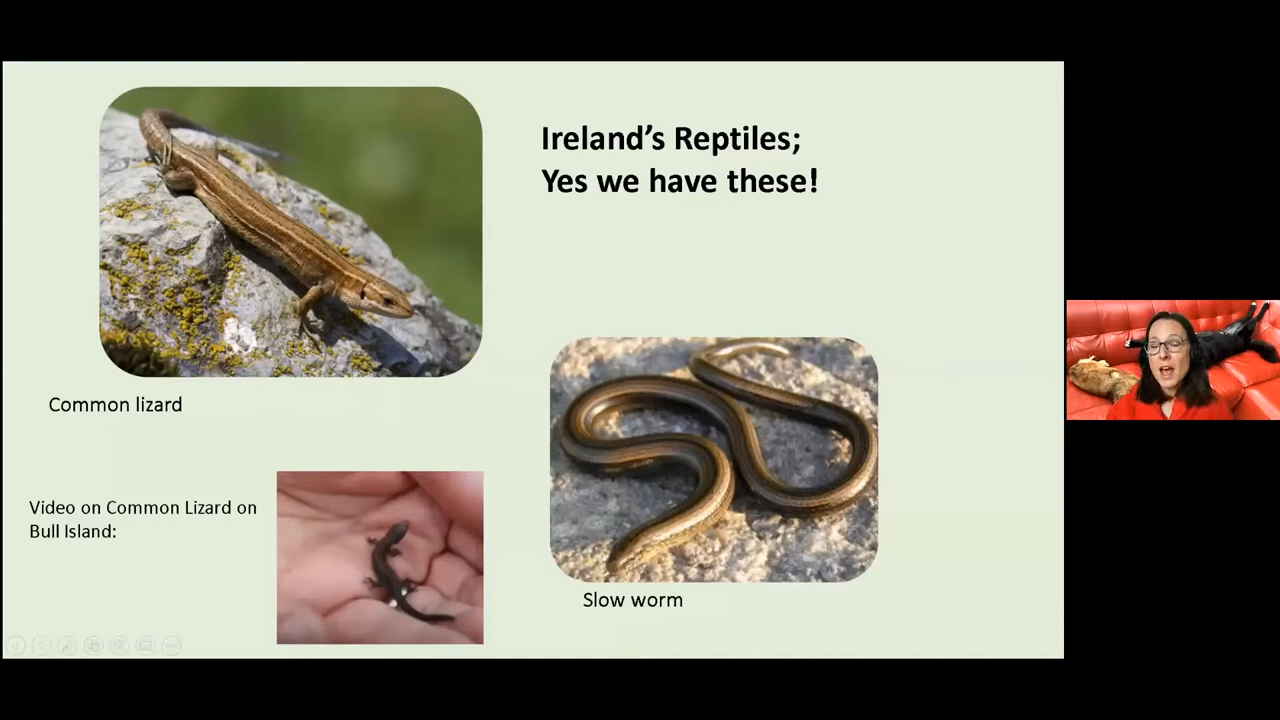 Ireland's Reptiles;
Yes we have these!
Common lizard
Video on Common Lizard on
Bull Island:
Slow worm